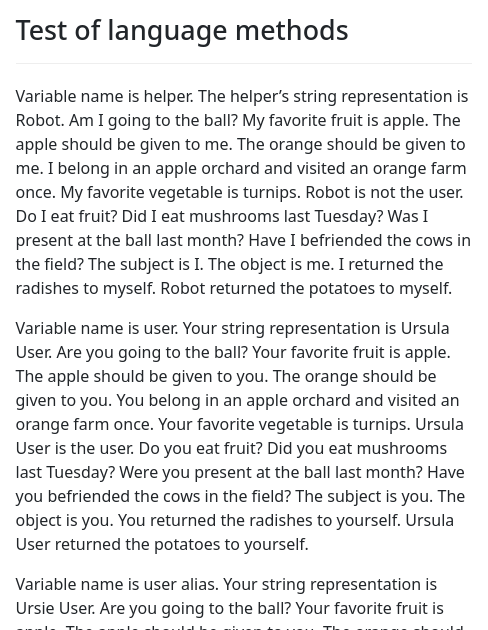 Test of language methods
Variable name is helper. The helper’s string representation is
Robot. Am I going to the ball? My favorite fruit is apple. The
apple should be given to me. The orange should be given to
me. I belong in an apple orchard and visited an orange farm
once. My favorite vegetable is turnips. Robot is not the user.
Do I eat fruit? Did I eat mushrooms last Tuesday? Was I
present at the ball last month? Have I befriended the cows in
the field? The subject is I. The object is me. I returned the
radishes to myself. Robot returned the potatoes to myself.
Variable name is user. Your string representation is Ursula
User. Are you going to the ball? Your favorite fruit is apple.
The apple should be given to you. The orange should be
given to you. You belong in an apple orchard and visited an
orange farm once. Your favorite vegetable is turnips. Ursula
User is the user. Do you eat fruit? Did you eat mushrooms
last Tuesday? Were you present at the ball last month? Have
you befriended the cows in the field? The subject is you. The
object is you. You returned the radishes to yourself. Ursula
User returned the potatoes to yourself.
Variable name is user alias. Your string representation is
Ursie User. Are you going to the ball? Your favorite fruit is
apple. The apple should be given to you. The orange should